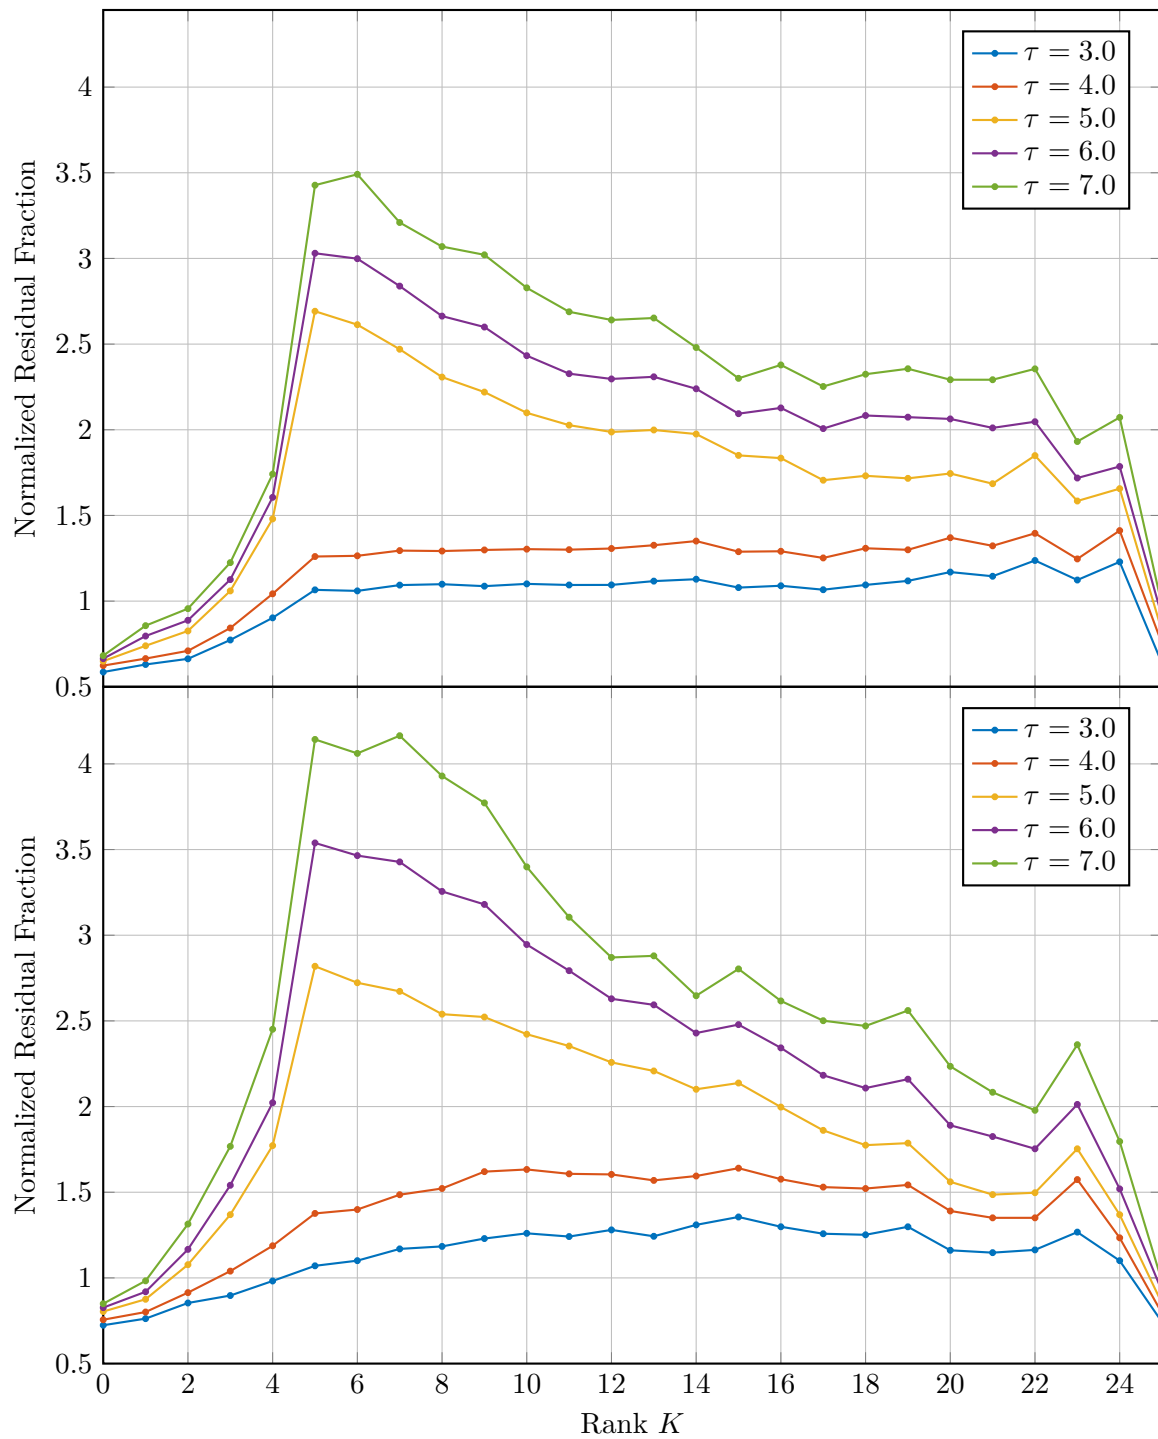 4
3.5
3
2.5
2
1.5
1
0.5
Normalized Residual Fraction
τ = 3.0
τ = 4.0
τ = 5.0
τ = 6.0
τ = 7.0
4
3.5
3
2.5
2
1.5
1
0.5
Normalized Residual Fraction
τ = 3.0
τ = 4.0
τ = 5.0
τ = 6.0
τ = 7.0
0 2 4 6 8 10 12 14 16 18 20 22 24
Rank K